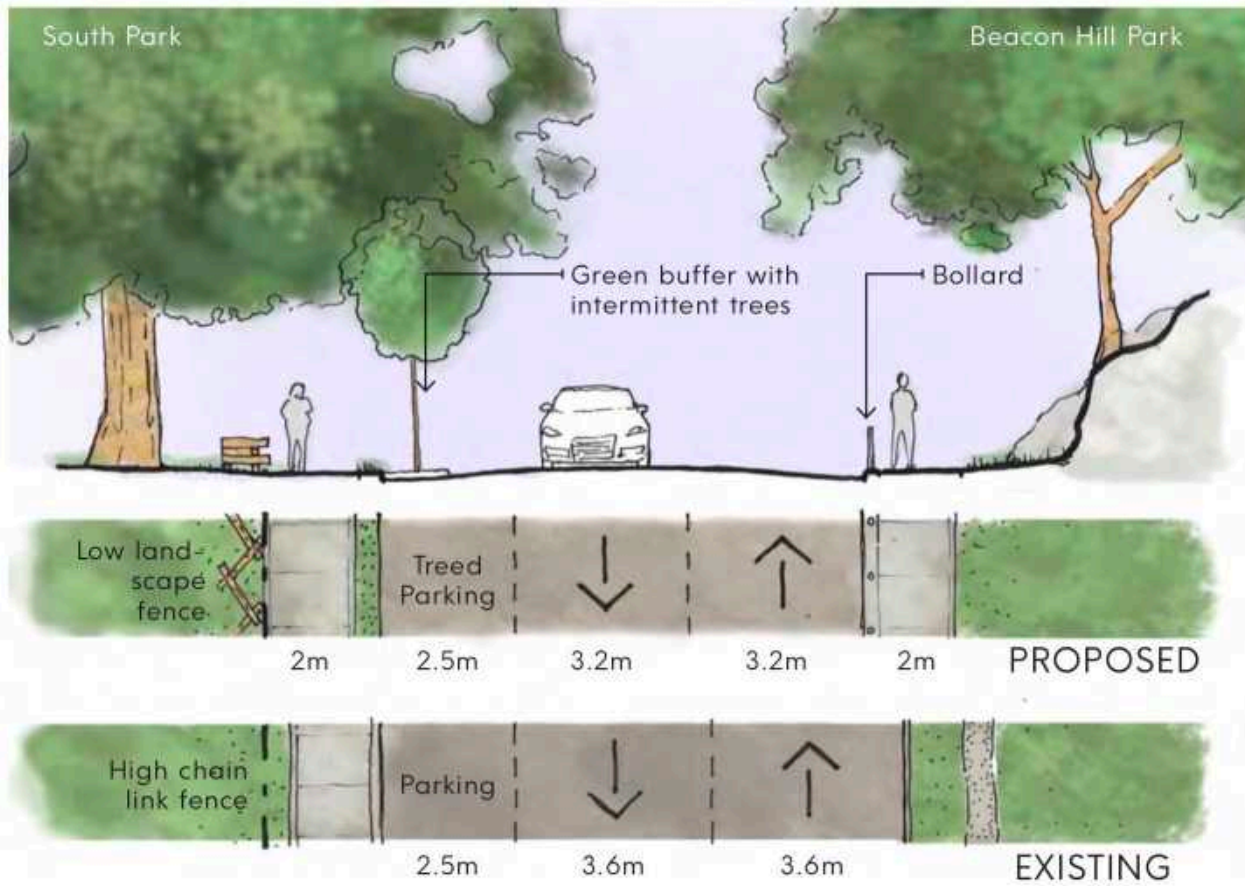 South Park
Beacon Hill Park
Green buffer with
intermittent trees
Bollard
Low land-
scape
fence
Treed
Parking
2m
2.5m
3.2m
3.2m
2m
PROPOSED
High chain
link fence
Parking
2.5m
3.6m
3.6m
EXISTING